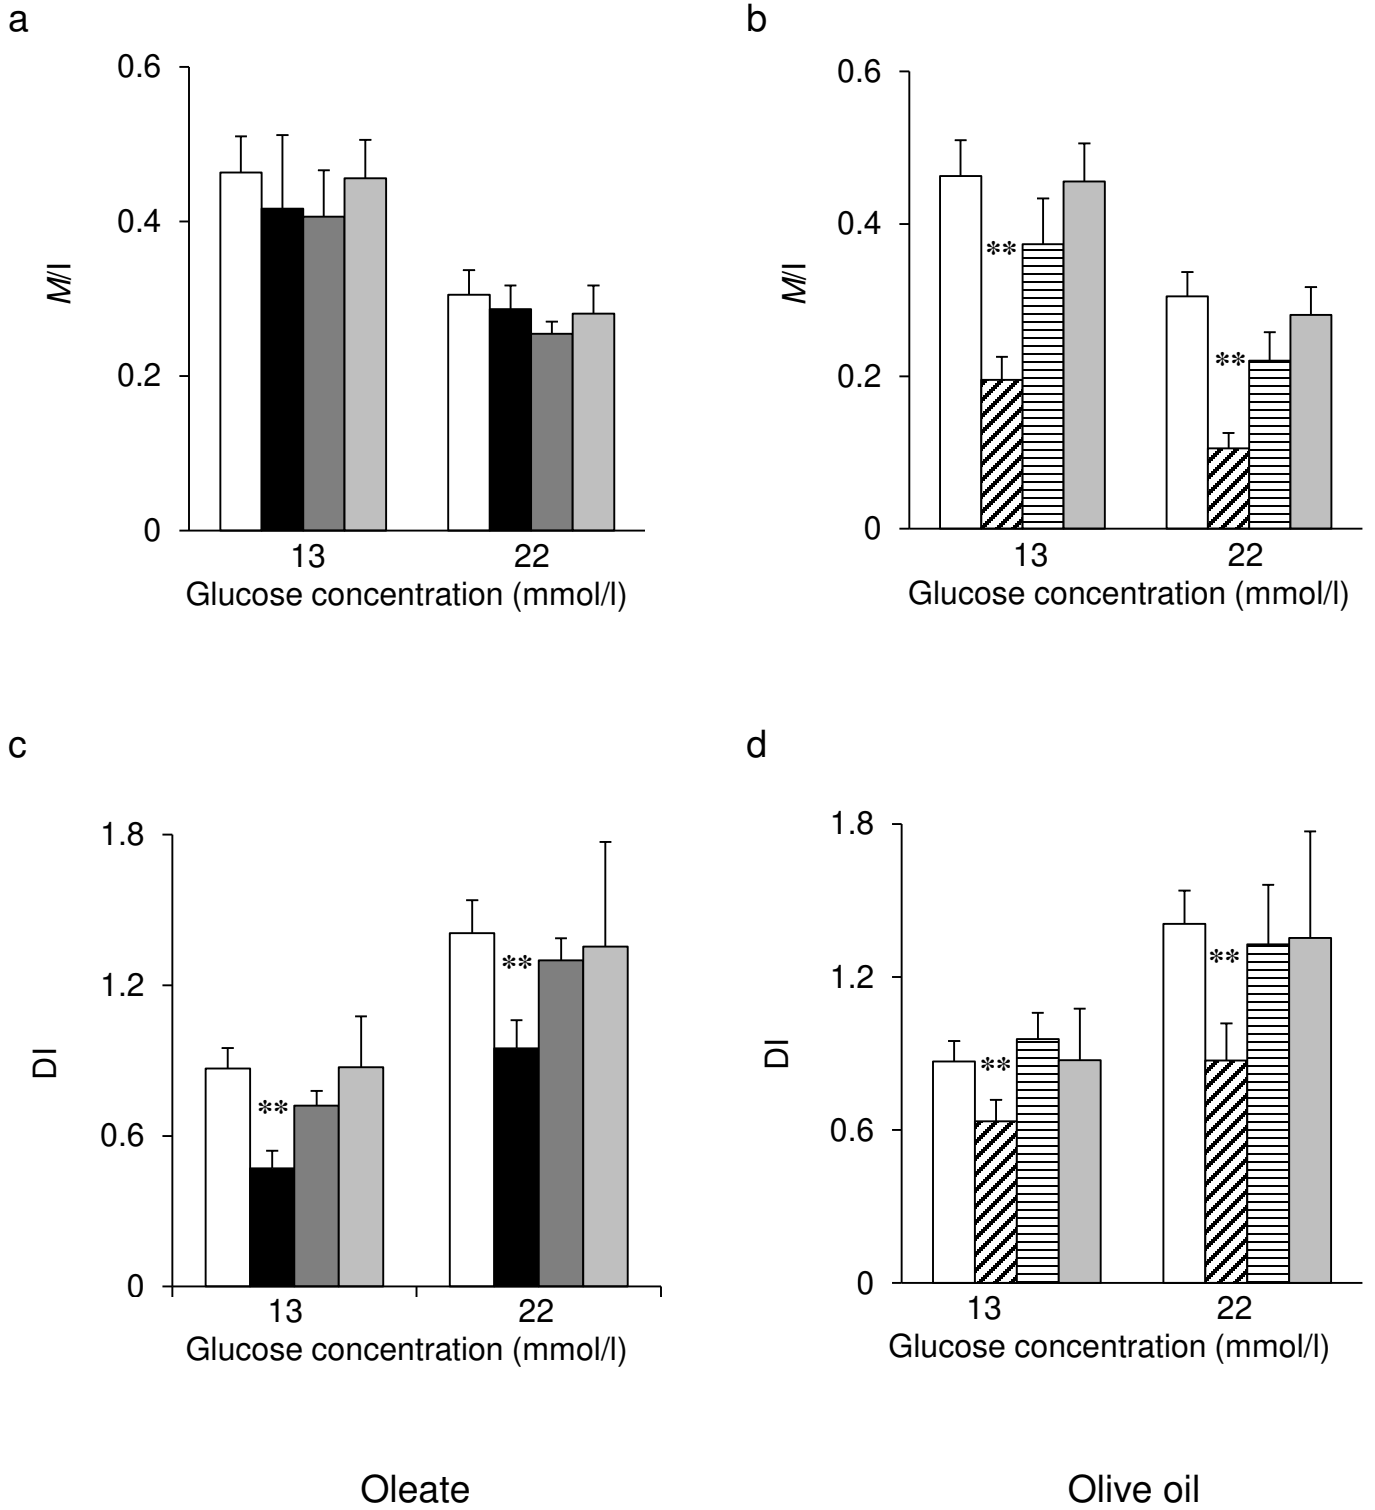 a
0.6
0.4
0.2
0
M/I
13 22
Glucose concentration (mmol/l)
b
0.6
0.4
0.2
0
M/I
**
**
13 22
Glucose concentration (mmol/l)
c
1.8
1.2
0.6
0
DI
**
**
13 22
Glucose concentration (mmol/l)
d
1.8
1.2
0.6
0
DI
**
**
13 22
Glucose concentration (mmol/l)
Oleate
Olive oil